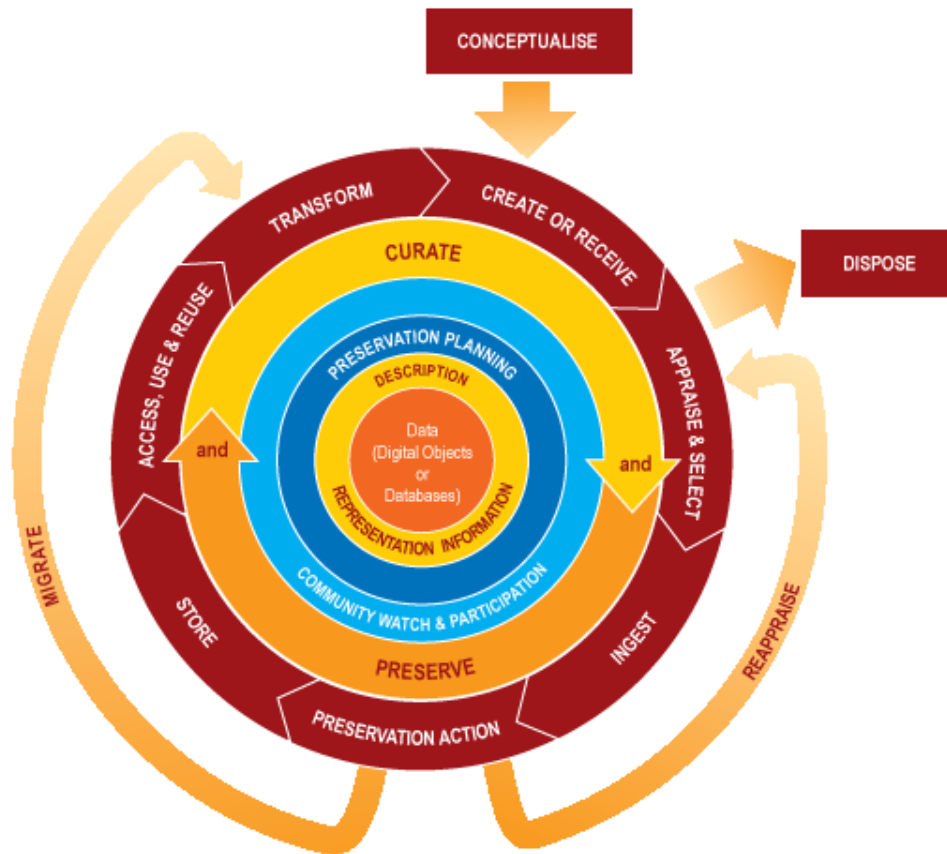 CONCEPTUALISE
CREATE OR RECEIVE
DISPOSE
APPRAISE & SELECT
REAPPRAISE
INGEST
PRESERVATION ACTION
STORE
MIGRATE
ACCESS, USE & REUSE
TRANSFORM
CURATE
and
PRESERVE
and
PRESERVATION PLANNING
COMMUNITY WATCH & PARTICIPATION
DESCRIPTION
REPRESENTATION INFORMATION
Data
(Digital Objects
or
Databases)